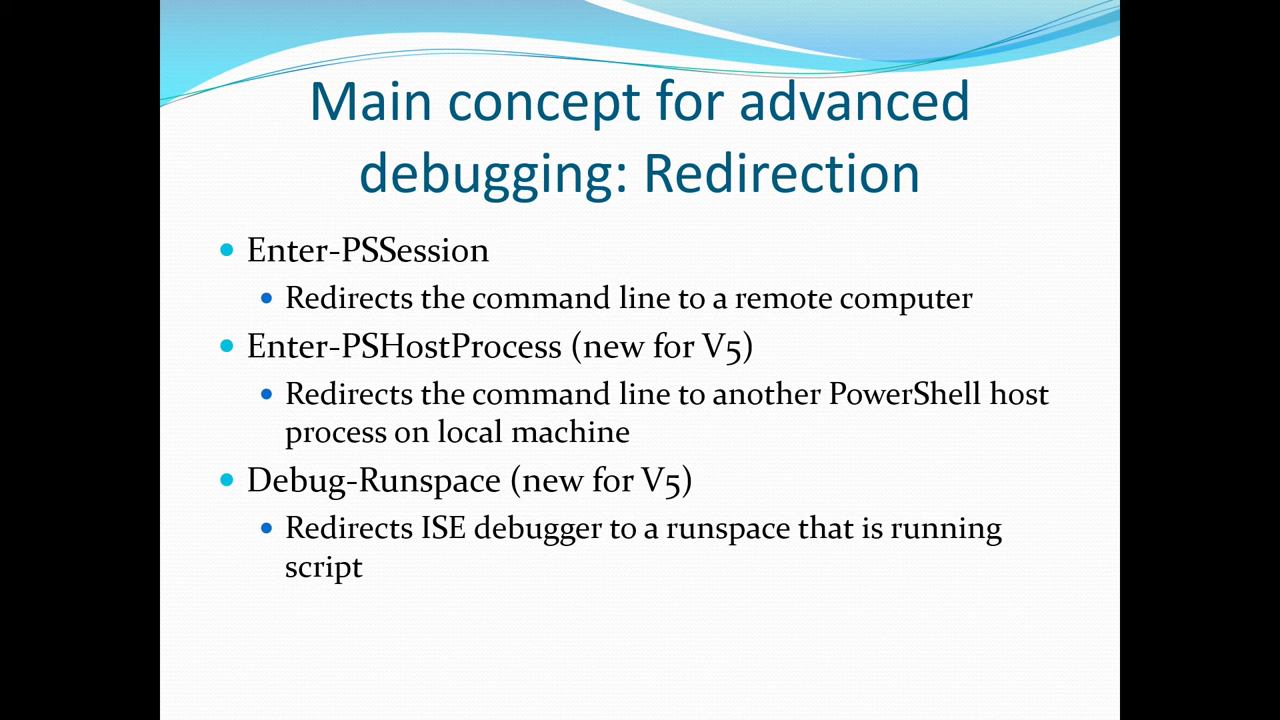 Main concept for advanced
debugging: Redirection
Enter-PSSession
Redirects the command line to a remote computer
Enter-PSHostProcess (new for V5)
Redirects the command line to another PowerShell host
process on local machine
Debug-Runspace (new for V5)
Redirects ISE debugger to a runspace that is running
script